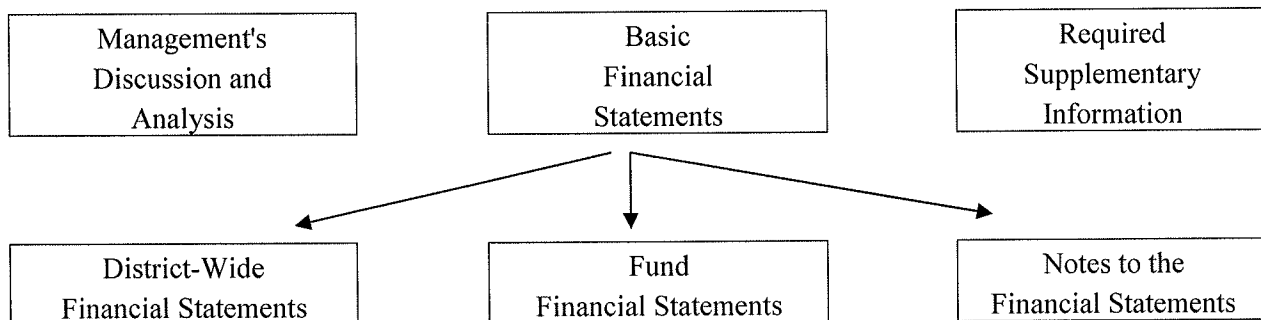 Management's
Discussion and
Analysis
Basic
Financial
Statements
Required
Supplementary
Information
District-Wide
Financial Statements
Fund
Financial Statements
Notes to the
Financial Statements